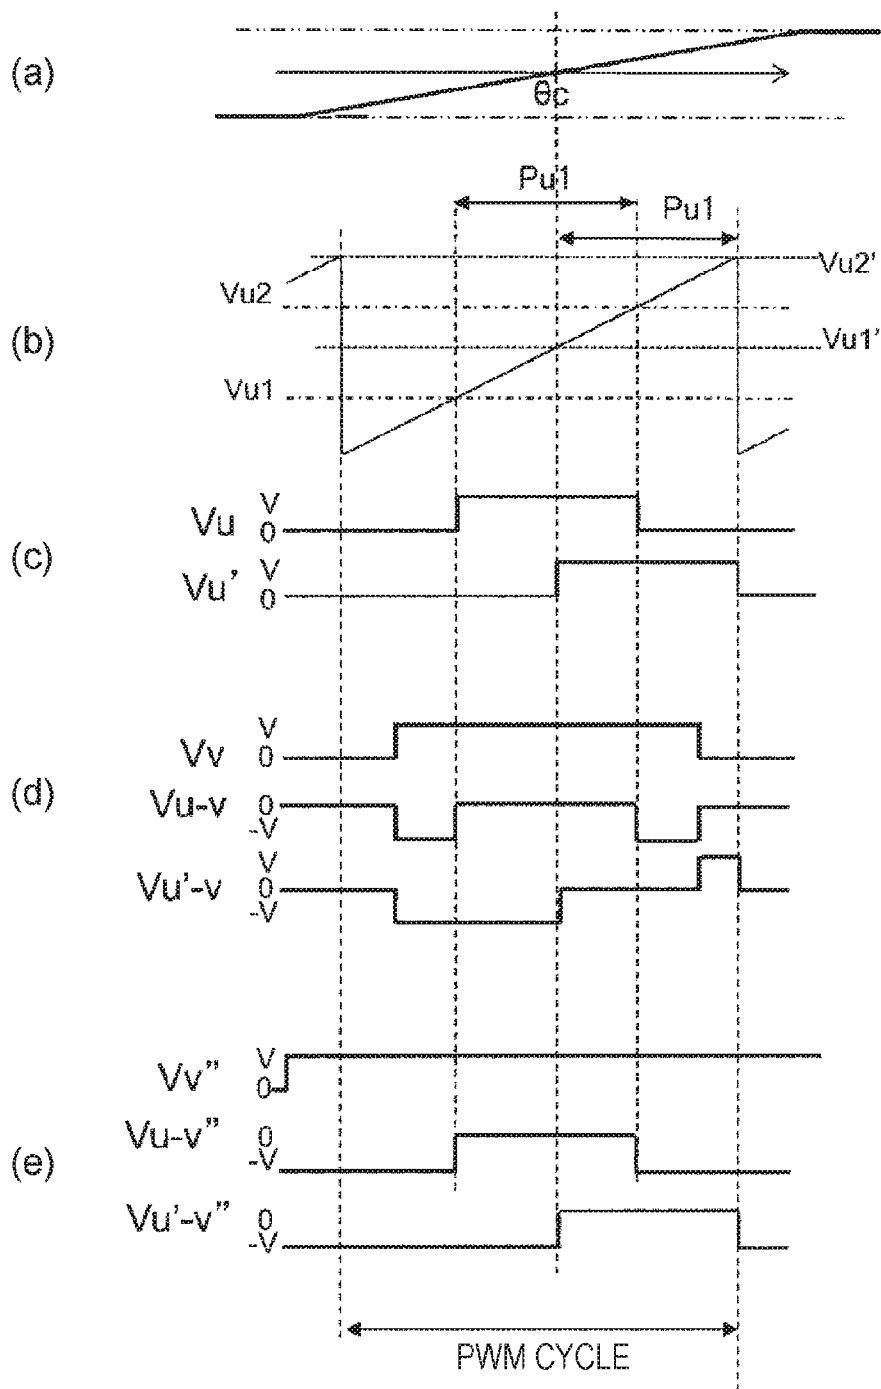 (a)
θc
Pu1
Pu1
Vu2'
Vu2
(b)
Vu1'
Vu1
V
Vu 0
(c)
V
Vu’ 0
V
Vv 0
(d)
Vu-v 0
-V
V
Vu’-v 0
-V
V
Vv” 0
Vu-v” 0
-V
(e)
Vu’-v” 0
-V
PWM CYCLE